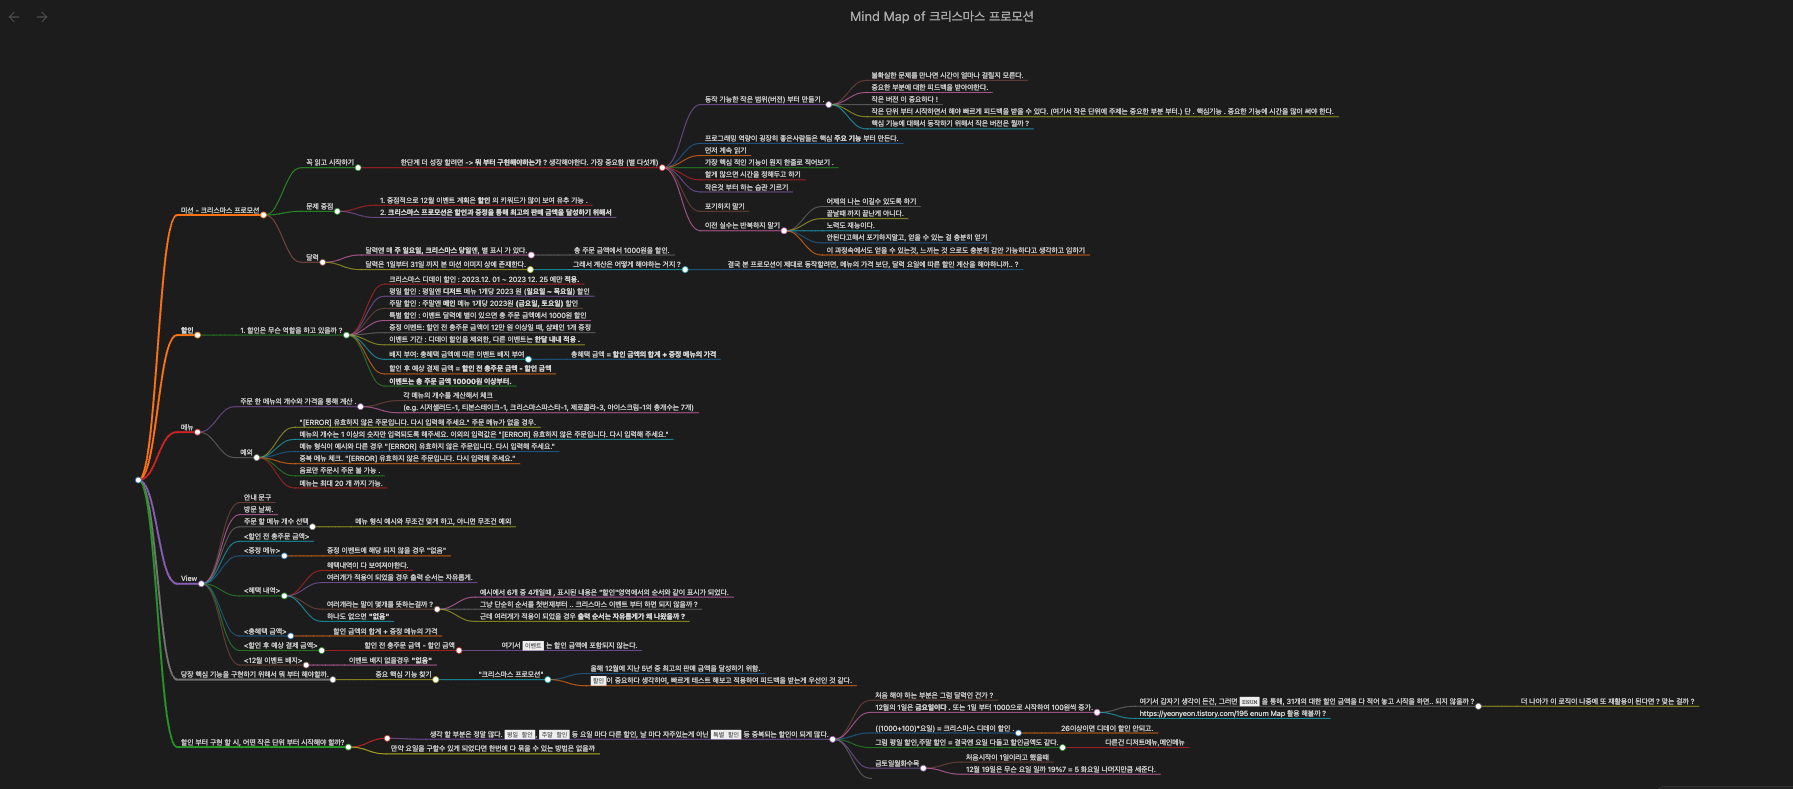 Mind Map of 크리스마스 프로모션
미션 - 크리스마스 프로모션
꼭 읽고 시작하기
한단계 더 성장 할려면 -> 뭐 부터 구현해야하는가 ? 생각해야한다. 가장 중요함 (별 다섯개)
동작 가능한 작은 범위(버전) 부터 만들기 .
불확실한 문제를 만나면 시간이 얼마나 걸릴지 모른다.
중요한 부분에 대한 피드백을 받아야한다.
작은 버전 이 중요하다 !
작은 단위 부터 시작하면서 해야 빠르게 피드백을 받을 수 있다. (여기서 작은 단위에 주제는 중요한 부분 부터.) 단 . 핵심기능 . 중요한 기능에 시간을 많이 써야 한다.
핵심 기능에 대해서 동작하기 위해서 작은 버전은 뭘까 ?
프로그래밍 역량이 굉장히 좋은사람들은 핵심 주요 기능 부터 만든다.
먼저 계속 읽기
가장 핵심 적인 기능이 뭔지 한줄로 적어보기 .
할게 많으면 시간을 정해두고 하기
작은것 부터 하는 습관 기르기
포기하지 말기
이전 실수는 반복하지 말기
어제의 나는 이길수 있도록 하기
끝날때 까지 끝난게 아니다.
노력도 재능이다.
안된다고해서 포기하지말고, 얻을 수 있는 걸 충분히 얻기
이 과정속에서도 얻을 수 있는것, 느끼는 것 으로도 충분히 감안 가능하다고 생각하고 임하기
문제 중점
1. 중점적으로 12월 이벤트 계획은 할인 의 키워드가 많이 보여 유추 가능 .
2. 크리스마스 프로모션은 할인과 증정을 통해 최고의 판매 금액을 달성하기 위해서
달력
달력엔 매 주 일요일, 크리스마스 당일엔, 별 표시 가 있다.
총 주문 금액에서 1000원을 할인.
달력은 1일부터 31일 까지 본 미션 이미지 상에 존재한다.
그래서 계산은 어떻게 해야하는 거지 ?
결국 본 프로모션이 제대로 동작할려면, 메뉴의 가격 보단, 달력 요일에 따른 할인 계산을 해야하니까.. ?
할인
1. 할인은 무슨 역할을 하고 있을까 ?
크리스마스 디데이 할인 : 2023.12. 01 ~ 2023 12. 25 에만 적용.
평일 할인 : 평일엔 디저트 메뉴 1개당 2023 원 (일요일 ~ 목요일) 할인
주말 할인 : 주말엔 메인 메뉴 1개당 2023원 (금요일, 토요일) 할인
특별 할인 : 이벤트 달력에 별이 있으면 총 주문 금액에서 1000원 할인
증정 이벤트: 할인 전 총주문 금액이 12만 원 이상일 때, 샴페인 1개 증정
이벤트 기간 : 디데이 할인을 제외한, 다른 이벤트는 한달 내내 적용 .
배지 부여: 총혜택 금액에 따른 이벤트 배지 부여
총혜택 금액 = 할인 금액의 합계 + 증정 메뉴의 가격
할인 후 예상 결제 금액 = 할인 전 총주문 금액 - 할인 금액
이벤트는 총 주문 금액 10000원 이상부터.
메뉴
주문 한 메뉴의 개수와 가격을 통해 계산 .
각 메뉴의 개수를 계산해서 체크
(e.g. 시저샐러드-1, 티본스테이크-1, 크리스마스파스타-1, 제로콜라-3, 아이스크림-1의 총개수는 7개)
예외
"[ERROR] 유효하지 않은 주문입니다. 다시 입력해 주세요." 주문 메뉴가 없을 경우.
메뉴의 개수는 1 이상의 숫자만 입력되도록 해주세요. 이외의 입력값은 "[ERROR] 유효하지 않은 주문입니다. 다시 입력해 주세요."
메뉴 형식이 예시와 다른 경우 "[ERROR] 유효하지 않은 주문입니다. 다시 입력해 주세요."
중복 메뉴 체크. "[ERROR] 유효하지 않은 주문입니다. 다시 입력해 주세요."
음료만 주문시 주문 불 가능 .
메뉴는 최대 20 개 까지 가능.
View
안내 문구
방문 날짜.
주문 할 메뉴 개수 선택
메뉴 형식 예시와 무조건 맞게 하고, 아니면 무조건 예외
<할인 전 총주문 금액>
<증정 메뉴>
증정 이벤트에 해당 되지 않을 경우 "없음"
<혜택 내역>
혜택내역이 다 보여져야한다.
여러개가 적용이 되었을 경우 출력 순서는 자유롭게.
여러개라는 말이 몇개를 뜻하는걸까 ?
예시에서 6개 중 4개일때 , 표시된 내용은 "할인"영역에서의 순서와 같이 표시가 되었다.
그냥 단순히 순서를 첫번재부터 .. 크리스마스 이벤트 부터 하면 되지 않을까 ?
근데 여러개가 적용이 되었을 경우 출력 순서는 자유롭게가 왜 나왔을까 ?
하나도 없으면 "없음"
<총혜택 금액>
할인 금액의 합계 + 증정 메뉴의 가격
<할인 후 예상 결제 금액>
할인 전 총주문 금액 - 할인 금액
여기서 이벤트 는 할인 금액에 포함되지 않는다.
<12월 이벤트 배지>
이벤트 배지 없을경우 "없음"
당장 핵심 기능을 구현하기 위해서 뭐 부터 해야할까.
중요 핵심 기능 찾기
"크리스마스 프로모션"
올해 12월에 지난 5년 중 최고의 판매 금액을 달성하기 위함.
할인 이 중요하다 생각하여, 빠르게 테스트 해보고 적용하여 피드백을 받는게 우선인 것 같다.
할인 부터 구현 할 시, 어떤 작은 단위 부터 시작해야 할까?
생각 할 부분은 정말 많다. 평일 할인 , 주말 할인 등 요일 마다 다른 할인, 날 마다 자주있는게 아닌 특별 할인 등 중복되는 할인이 되게 많다.
처음 해야 하는 부분은 그럼 달력인 건가 ?
12월의 1일은 금요일이다 . 또는 1일 부터 1000으로 시작하여 100원씩 증가.
여기서 갑자기 생각이 든건, 그러면 ENUM 을 통해, 31개의 대한 할인 금액을 다 적어 놓고 시작을 하면.. 되지 않을까 ?
더 나아가 이 로직이 나중에 또 재활용이 된다면 ? 맞는 걸까 ?
https://yeonyeon.tistory.com/195 enum Map 활용 해볼까 ?
((1000+100)*요일) = 크리스마스 디데이 할인 .
26이상이면 디데이 할인 안되고.
그럼 평일 할인,주말 할인 = 결국엔 요일 다들고 할인금액도 같다.
다른건 디저트메뉴,메인메뉴
금토일월화수목
처음시작이 1일이라고 했을때
12월 19일은 무슨 요일 일까 19%7 = 5 화요일 나머지만큼 세준다.
만약 요일을 구할수 있게 되었다면 한번에 다 묶을 수 있는 방법은 없을까